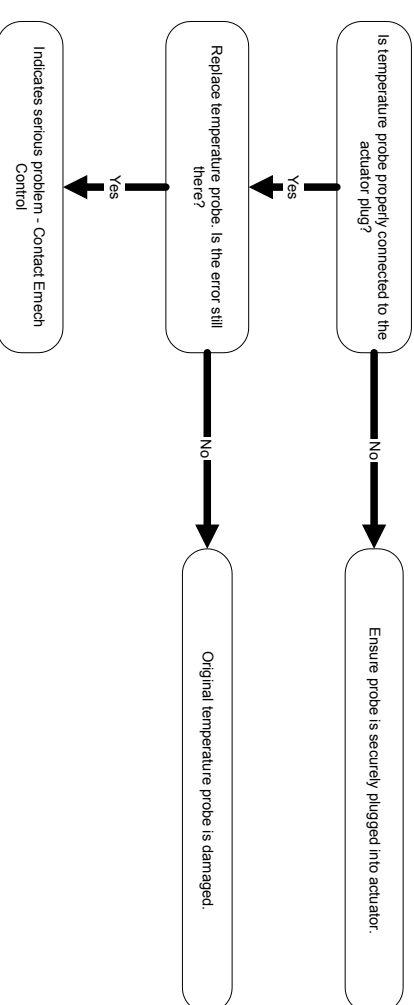 Is temperature probe properly connected to the
actuator plug?
No
Ensure probe is securely plugged into actuator.
Yes
Replace temperature probe. Is the error still
there?
No
Original temperature probe is damaged.
Yes
Indicates serious problem - Contact Emech
Control